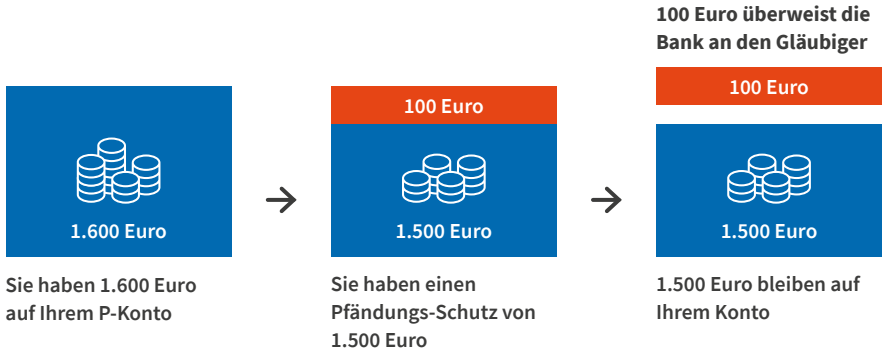 1.600 Euro
Sie haben 1.600 Euro
auf Ihrem P-Konto
100 Euro
1.500 Euro
Sie haben einen
Pfändungs-Schutz von
1.500 Euro
100 Euro überweist die
Bank an den Gläubiger
100 Euro
1.500 Euro
1.500 Euro bleiben auf
Ihrem Konto